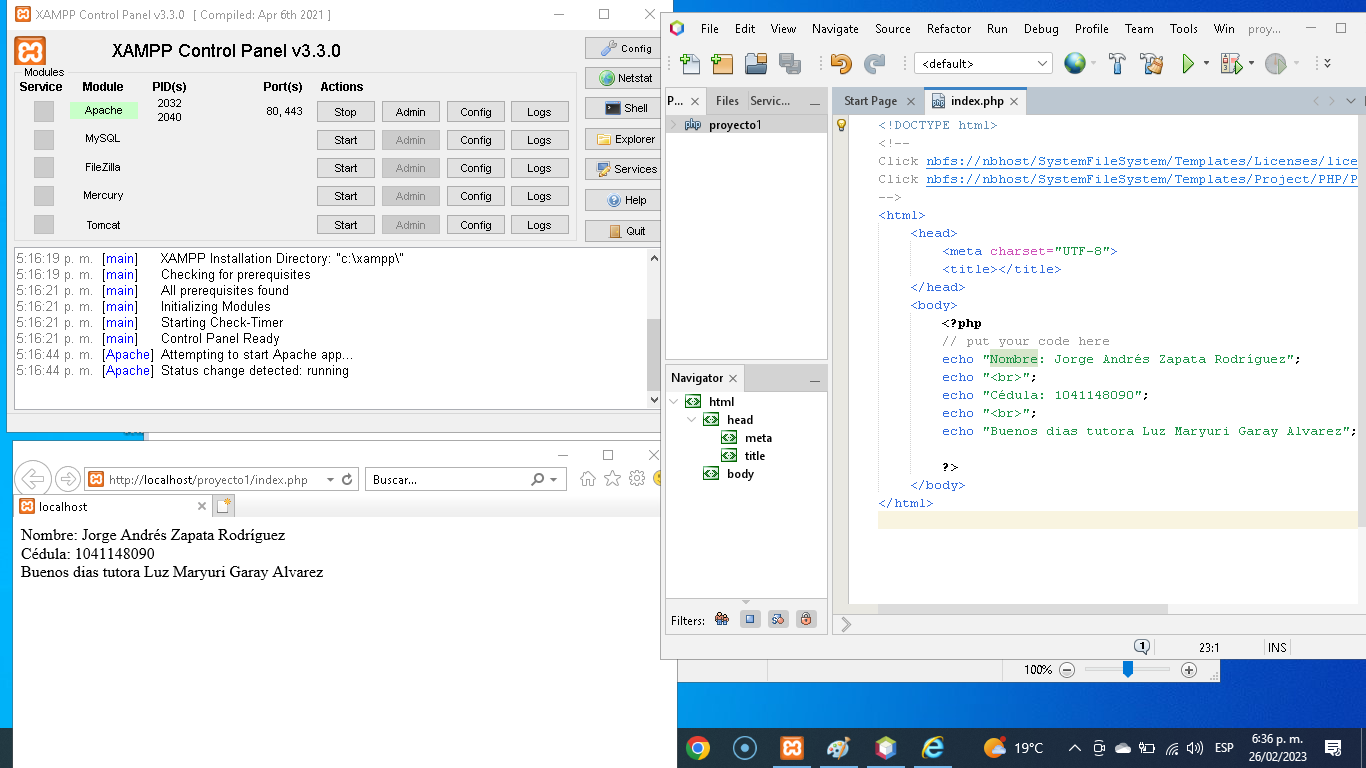 XAMPP Control Panel v3.3.0 [ Compiled: Apr 6th 2021 ]
XAMPP Control Panel v3.3.0
Config
Modules
Service Module PID(s) Port(s) Actions
Netstat
Apache 2032 2040 80, 443 Stop Admin Config Logs
Shell
MySQL Start Admin Config Logs
Explorer
FileZilla Start Admin Config Logs
Services
Mercury Start Admin Config Logs
Help
Tomcat Start Admin Config Logs
Quit
5:16:19 p. m. [main] XAMPP Installation Directory: "c:\xampp\"
5:16:19 p. m. [main] Checking for prerequisites
5:16:21 p. m. [main] All prerequisites found
5:16:21 p. m. [main] Initializing Modules
5:16:21 p. m. [main] Starting Check-Timer
5:16:21 p. m. [main] Control Panel Ready
5:16:44 p. m. [Apache] Attempting to start Apache app...
5:16:44 p. m. [Apache] Status change detected: running
http://localhost/proyecto1/index.php
Buscar...
localhost
Nombre: Jorge Andrés Zapata Rodríguez
Cédula: 1041148090
Buenos dias tutora Luz Maryuri Garay Alvarez
File Edit View Navigate Source Refactor Run Debug Profile Team Tools Win proy...
<default>
P... Files Servic...
Start Page index.php
proyecto1
<!DOCTYPE html>
<!--
Click nbfs://nbhost/SystemFileSystem/Templates/Licenses/lice
Click nbfs://nbhost/SystemFileSystem/Templates/Project/PHP/P
-->
<html>
<head>
<meta charset="UTF-8">
<title></title>
</head>
<body>
<?php
// put your code here
echo "Nombre: Jorge Andrés Zapata Rodríguez";
echo "<br>";
echo "Cédula: 1041148090";
echo "<br>";
echo "Buenos dias tutora Luz Maryuri Garay Alvarez";
?>
</body>
</html>
Navigator
html
head
meta
title
body
Filters:
1 23:1 INS
100%
19°C
ESP
6:36 p. m.
26/02/2023